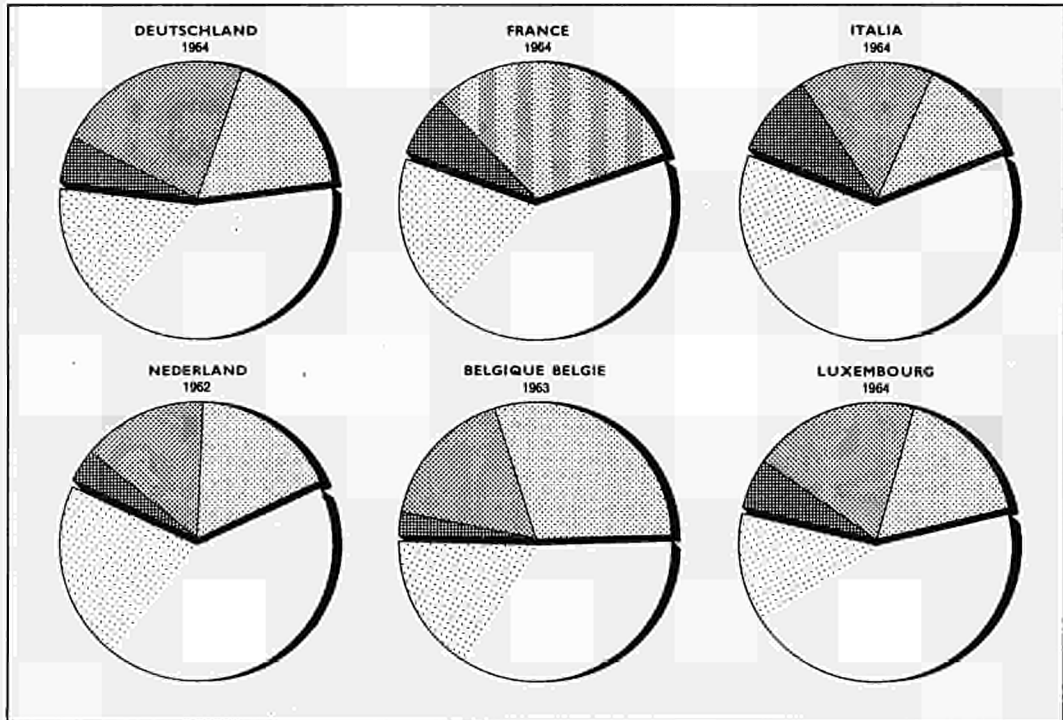 DEUTSCHLAND
1964
FRANCE
1964
ITALIA
1964
NEDERLAND
1962
BELGIQUE BELGIE
1963
LUXEMBOURG
1964